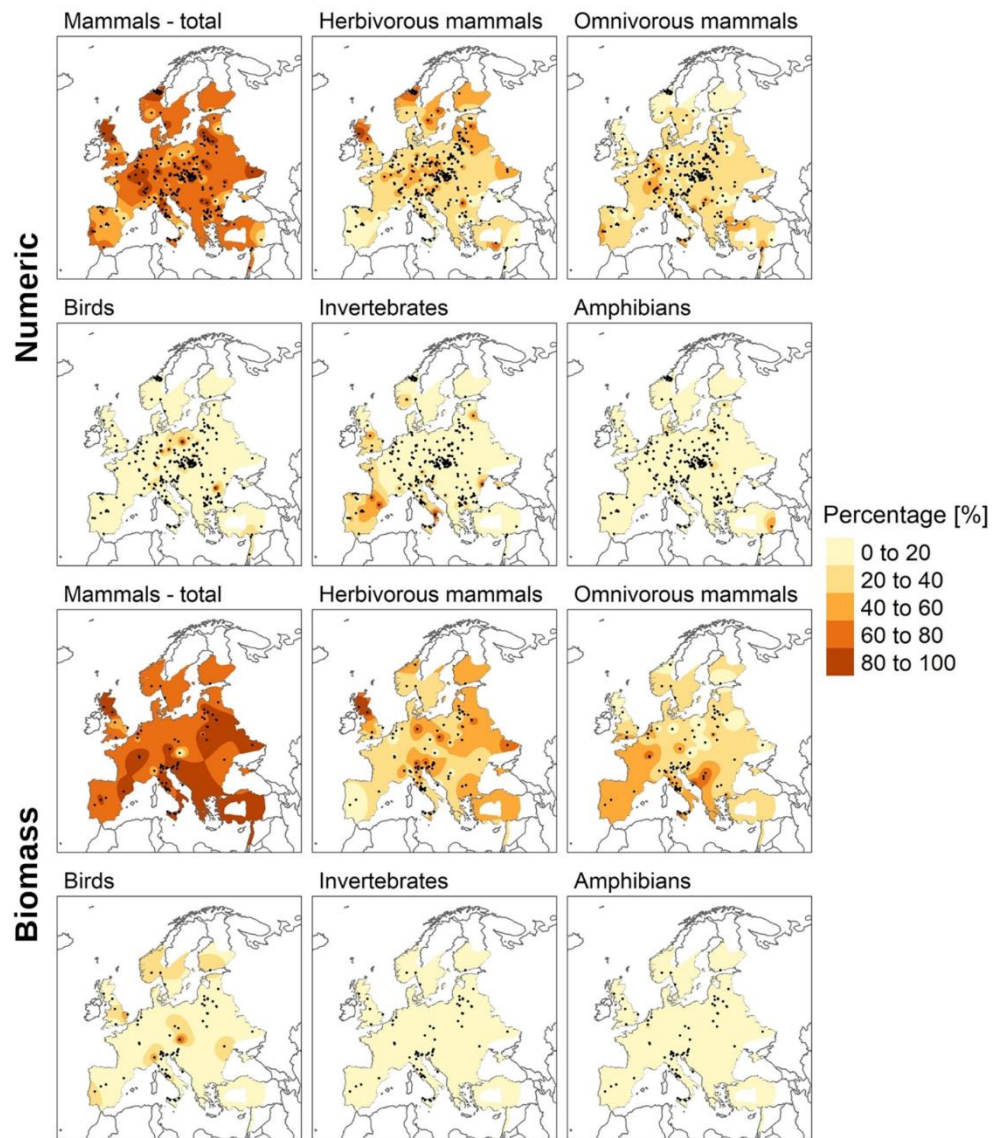 Mammals - total
Herbivorous mammals
Omnivorous mammals
Numeric
Birds
Invertebrates
Amphibians
Percentage [%]
0 to 20
20 to 40
40 to 60
60 to 80
80 to 100
Mammals - total
Herbivorous mammals
Omnivorous mammals
Biomass
Birds
Invertebrates
Amphibians